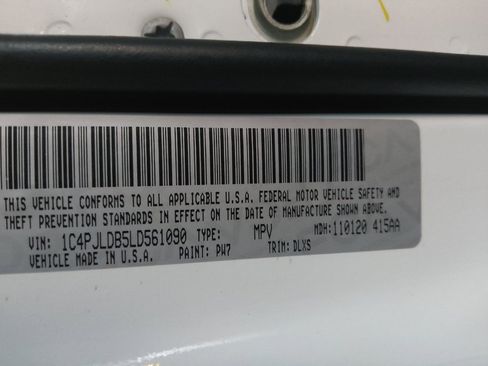 THIS VEHICLE CONFORMS TO ALL APPLICABLE U.S.A. FEDERAL MOTOR VEHICLE SAFETY AND
THEFT PREVENTION STANDARDS IN EFFECT ON THE DATE OF MANUFACTURE SHOWN ABOVE.
VIN: 1C4PJLDB5LD561090 TYPE: MPV MDH: 110120 415AA
VEHICLE MADE IN U.S.A. PAINT: PW7 TRIM: DLXS